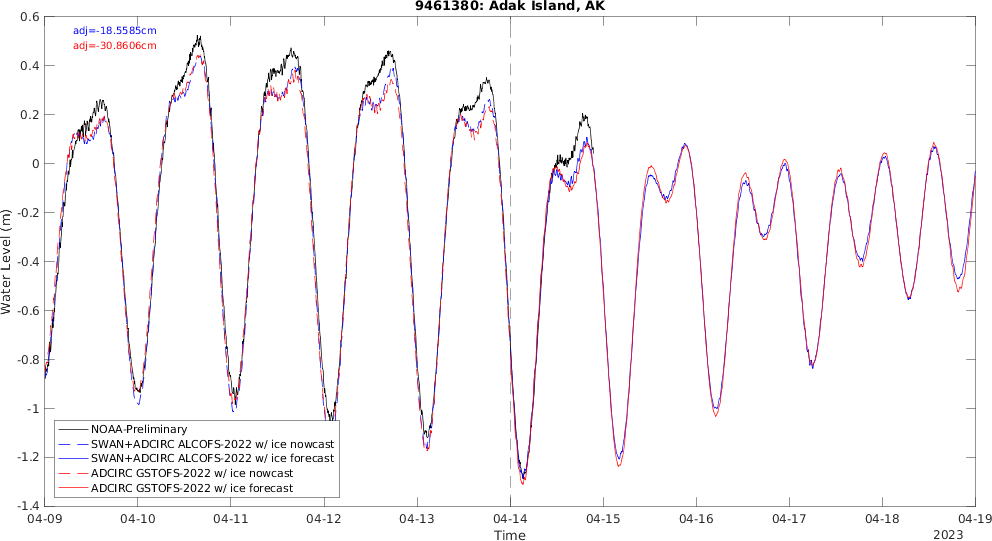 9461380: Adak Island, AK
adj=-18.5585cm
adj=-30.8606cm
0.6
0.4
0.2
0
-0.2
-0.4
-0.6
-0.8
-1
-1.2
-1.4
Water Level (m)
NOAA-Preliminary
SWAN+ADCIRC ALCOFS-2022 w/ ice nowcast
SWAN+ADCIRC ALCOFS-2022 w/ ice forecast
ADCIRC GSTOFS-2022 w/ ice nowcast
ADCIRC GSTOFS-2022 w/ ice forecast
04-09 04-10 04-11 04-12 04-13 04-14 04-15 04-16 04-17 04-18 04-19
Time
2023